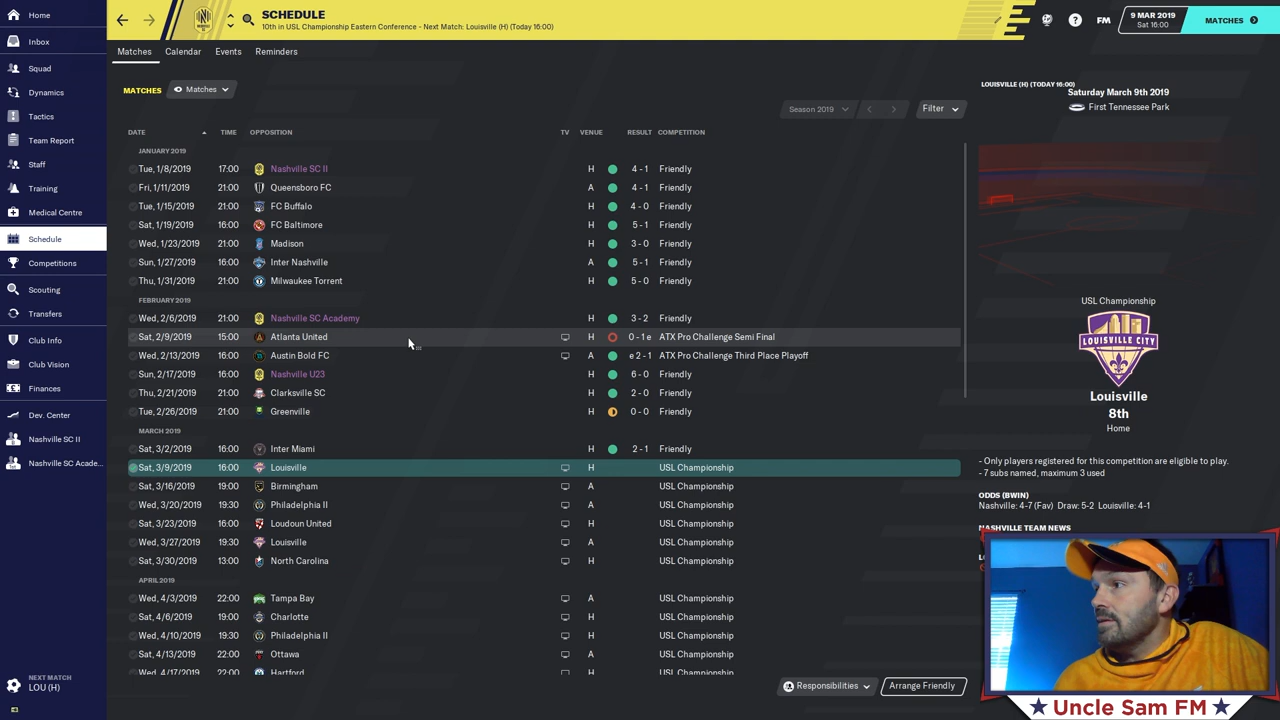 Home
Inbox
Squad
Dynamics
Tactics
Team Report
Staff
Training
Medical Centre
Schedule
Competitions
Scouting
Transfers
Club Info
Club Vision
Finances
Dev. Center
Nashville SC II
Nashville SC Acade...
NEXT MATCH
LOU (H)
SCHEDULE
10th in USL Championship Eastern Conference - Next Match: Louisville (H) (Today 16:00)
FM
9 MAR 2019
Sat 16:00
MATCHES
Matches Calendar Events Reminders
MATCHES Matches
Season 2019 Filter
DATE TIME OPPOSITION TV VENUE RESULT COMPETITION
JANUARY 2019
Tue, 1/8/2019 17:00 Nashville SC II H 4 - 1 Friendly
Fri, 1/11/2019 21:00 Queensboro FC A 4 - 1 Friendly
Tue, 1/15/2019 21:00 FC Buffalo H 4 - 0 Friendly
Sat, 1/19/2019 16:00 FC Baltimore H 5 - 1 Friendly
Wed, 1/23/2019 21:00 Madison H 3 - 0 Friendly
Sun, 1/27/2019 16:00 Inter Nashville A 5 - 1 Friendly
Thu, 1/31/2019 21:00 Milwaukee Torrent H 5 - 0 Friendly
FEBRUARY 2019
Wed, 2/6/2019 21:00 Nashville SC Academy H 3 - 2 Friendly
Sat, 2/9/2019 15:00 Atlanta United H 0 - 1 e ATX Pro Challenge Semi Final
Wed, 2/13/2019 16:00 Austin Bold FC A e 2 - 1 ATX Pro Challenge Third Place Playoff
Sun, 2/17/2019 16:00 Nashville U23 H 6 - 0 Friendly
Thu, 2/21/2019 21:00 Clarksville SC H 2 - 0 Friendly
Tue, 2/26/2019 21:00 Greenville H 0 - 0 Friendly
MARCH 2019
Sat, 3/2/2019 16:00 Inter Miami H 2 - 1 Friendly
Sat, 3/9/2019 16:00 Louisville H USL Championship
Sat, 3/16/2019 19:00 Birmingham A USL Championship
Wed, 3/20/2019 19:30 Philadelphia II A USL Championship
Sat, 3/23/2019 16:00 Loudoun United H USL Championship
Wed, 3/27/2019 19:30 Louisville A USL Championship
Sat, 3/30/2019 13:00 North Carolina H USL Championship
APRIL 2019
Wed, 4/3/2019 22:00 Tampa Bay A USL Championship
Sat, 4/6/2019 19:00 Charlotte H USL Championship
Wed, 4/10/2019 19:30 Philadelphia II H USL Championship
Sat, 4/13/2019 22:00 Ottawa A USL Championship
Wed, 4/17/2019 22:00 Hartford H USL Championship
Responsibilities Arrange Friendly
LOUISVILLE (H) (TODAY 16:00)
Saturday March 9th 2019
First Tennessee Park
USL Championship
LOUISVILLE CITY
Louisville
8th
Home
- Only players registered for this competition are eligible to play.
- 7 subs named, maximum 3 used
ODDS (BWIN)
Nashville: 4-7 (Fav) Draw: 5-2 Louisville: 4-1
NASHVILLE TEAM NEWS
Uncle Sam FM